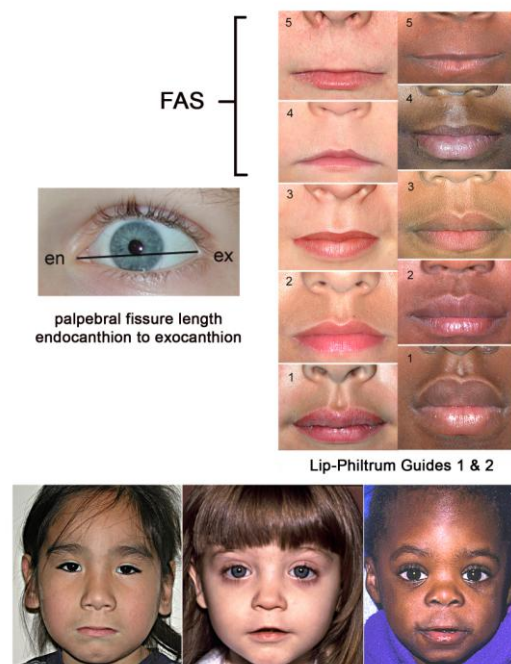 FAS
5
5
4
4
3
3
2
2
1
1
en
ex
palpebral fissure length
endocanthion to exocanthion
Lip-Philtrum Guides 1 & 2